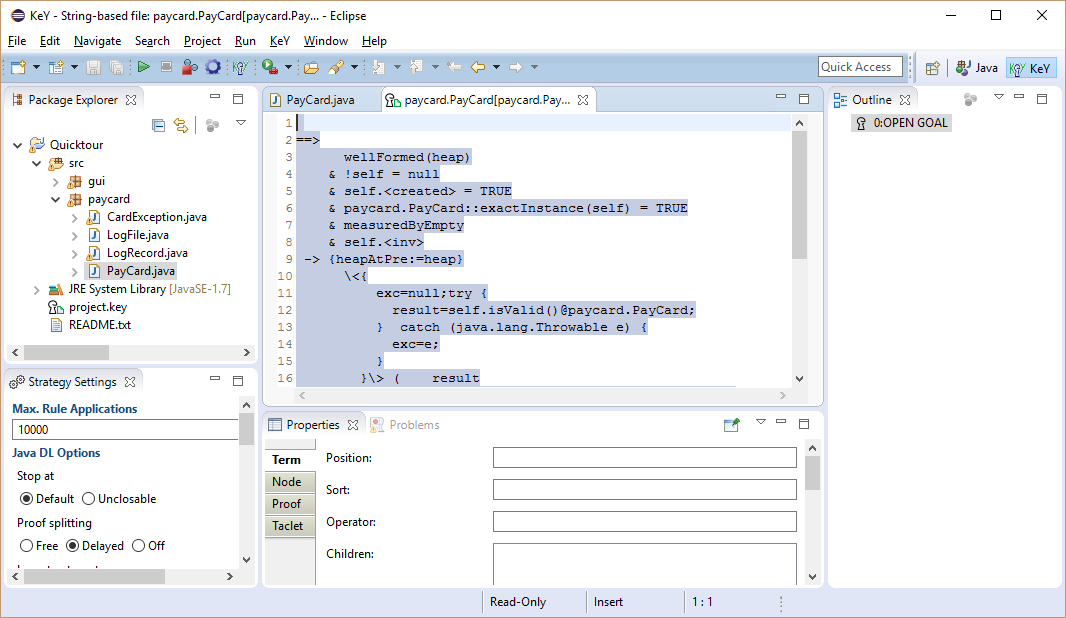 KeY - String-based file: paycard.PayCard[paycard.Pay... - Eclipse
File Edit Navigate Search Project Run KeY Window Help
Quick Access
Java
KeY
Package Explorer
Quicktour
src
gui
paycard
CardException.java
LogFile.java
LogRecord.java
PayCard.java
JRE System Library [JavaSE-1.7]
project.key
README.txt
Strategy Settings
Max. Rule Applications
10000
Java DL Options
Stop at
Default Unclosable
Proof splitting
Free Delayed Off
PayCard.java
paycard.PayCard[paycard.Pay...
1
2 ==>
3 wellFormed(heap)
4 & !self = null
5 & self.<created> = TRUE
6 & paycard.PayCard::exactInstance(self) = TRUE
7 & measuredByEmpty
8 & self.<inv>
9 -> {heapAtPre:=heap}
10 \<{
11 exc=null;try {
12 result=self.isValid()@paycard.PayCard;
13 } catch (java.lang.Throwable e) {
14 exc=e;
15 }
16 }\> ( result
Properties
Problems
Term
Node
Proof
Taclet
Position:
Sort:
Operator:
Children:
Outline
0:OPEN GOAL
Read-Only
Insert
1 : 1